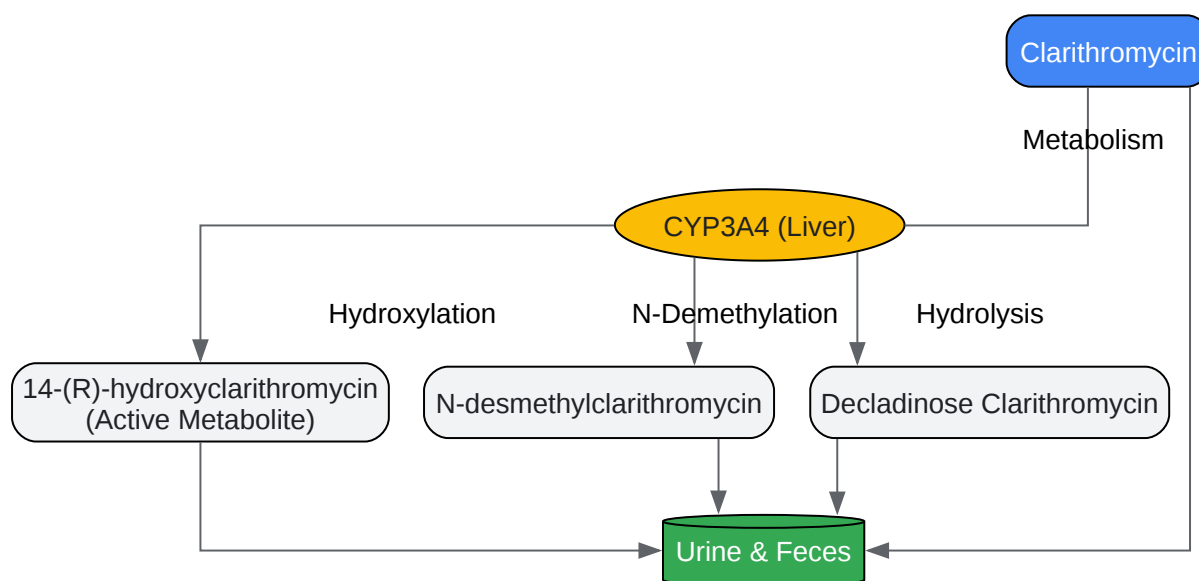 Clarithromycin
Metabolism
CYP3A4 (Liver)
Hydroxylation
N-Demethylation
Hydrolysis
14-(R)-hydroxyclarithromycin
(Active Metabolite)
N-desmethylclarithromycin
Decladinose Clarithromycin
Urine & Feces